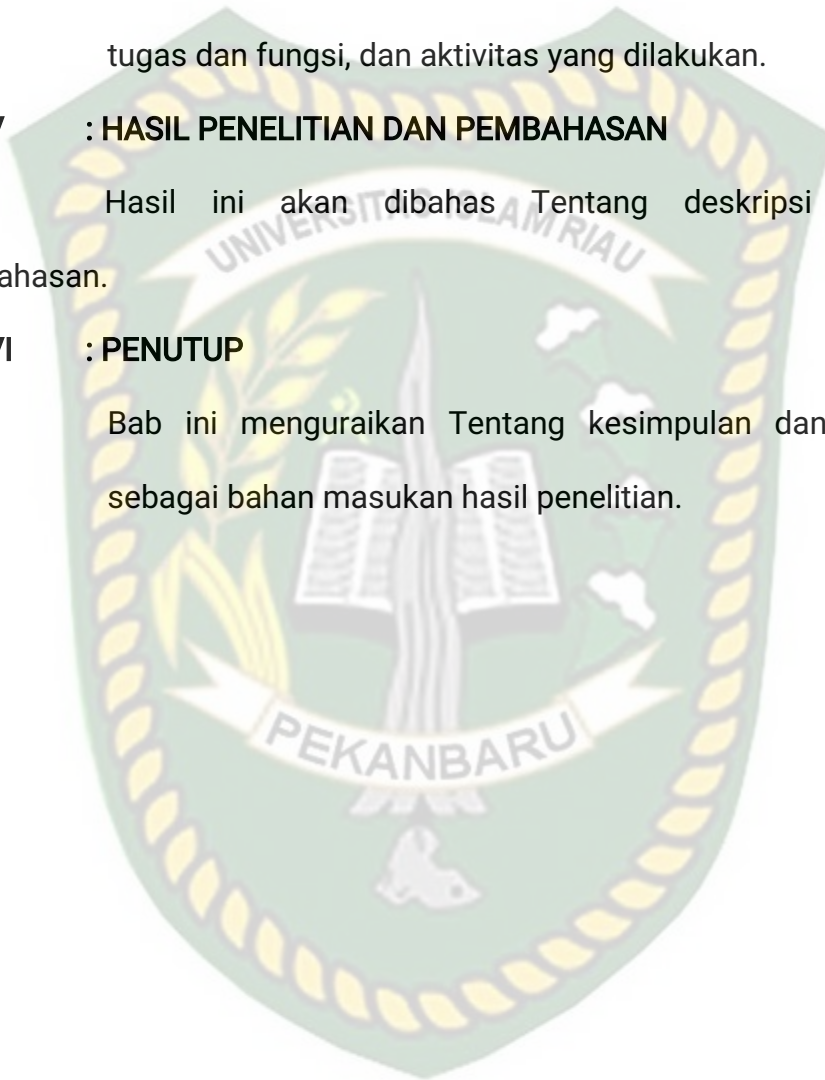 tugas dan fungsi, dan aktivitas yang dilakukan.
: HASIL PENELITIAN DAN PEMBAHASAN
Hasil ini akan dibahas Tentang deskripsi
ahasan.
: PENUTUP
Bab ini menguraikan Tentang kesimpulan dan
sebagai bahan masukan hasil penelitian.
UNIVERSITAS ISLAM RIAU
PEKANBARU